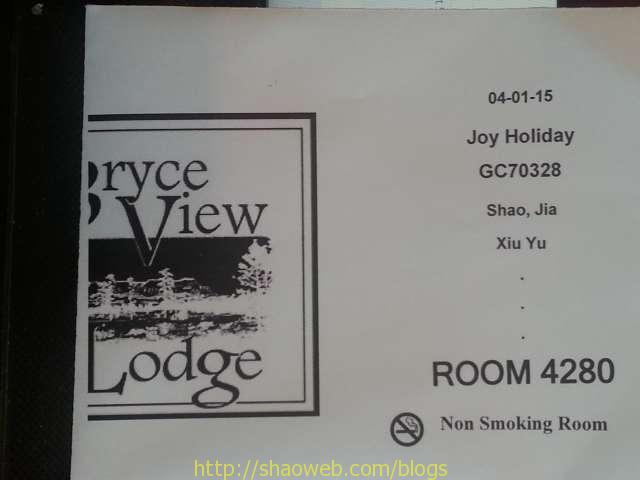 ryce
View
Lodge
04-01-15
Joy Holiday
GC70328
Shao, Jia
Xiu Yu
.
.
.
ROOM 4280
Non Smoking Room
http://shaoweb.com/blogs